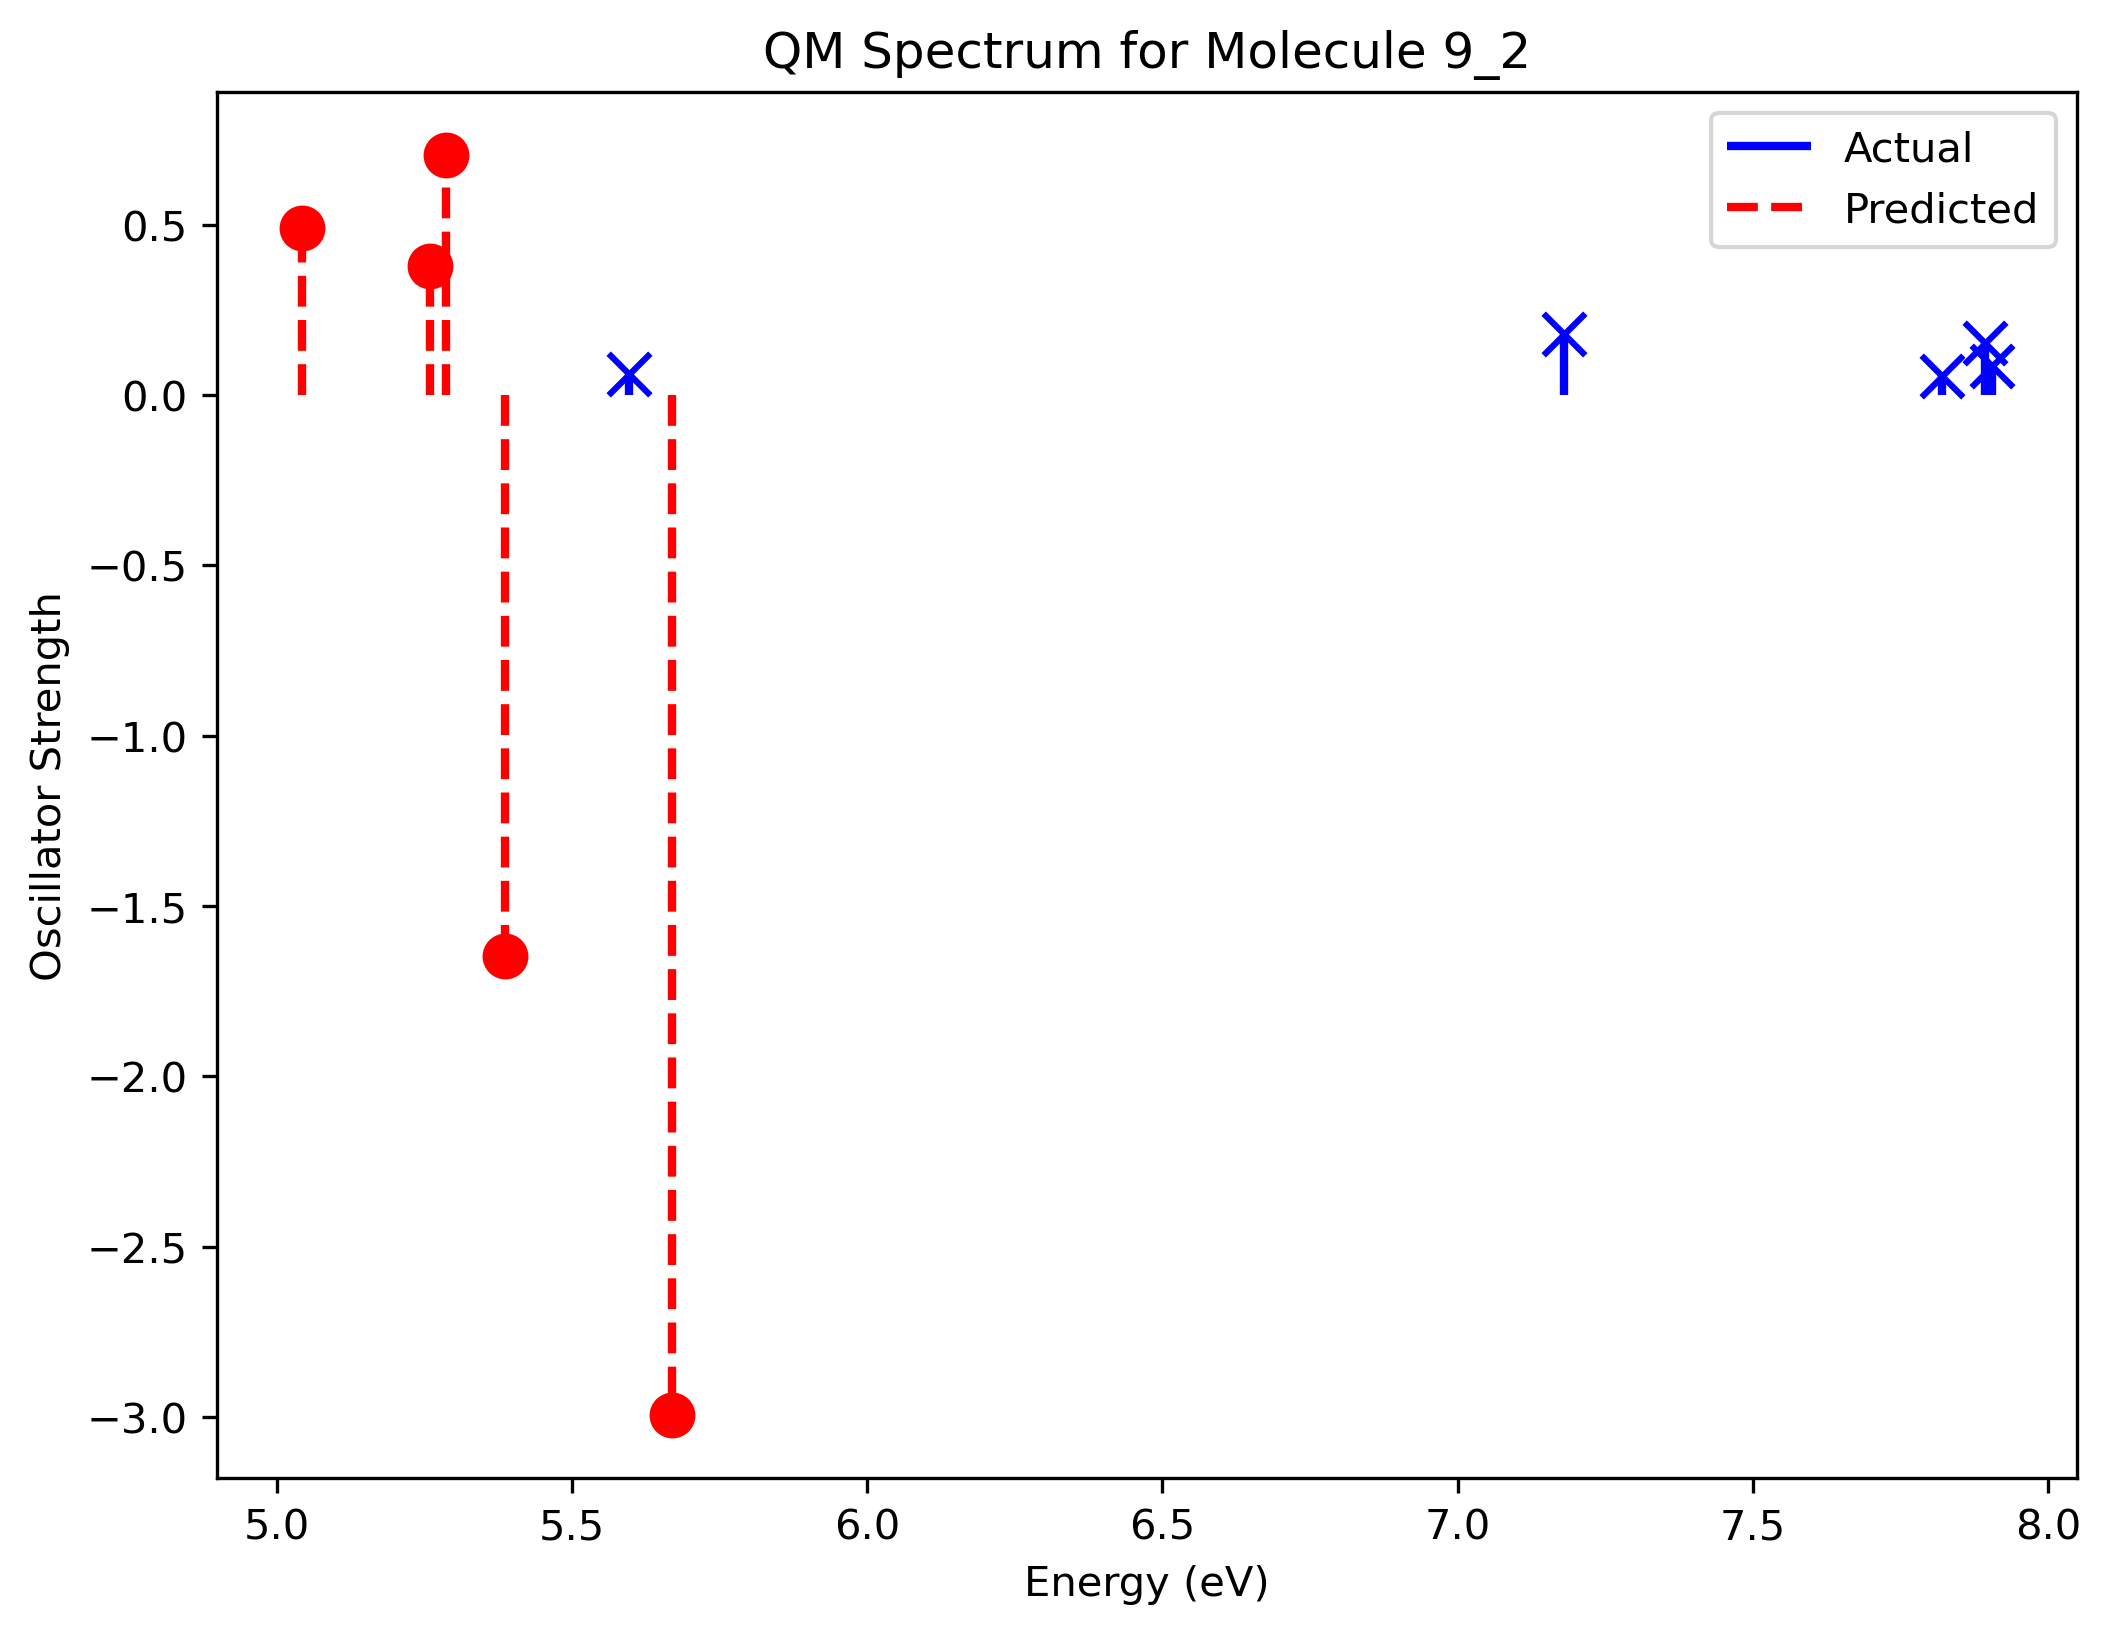 QM Spectrum for Molecule 9_2
Actual
Predicted
0.5
0.0
−0.5
−1.0
−1.5
−2.0
−2.5
−3.0
Oscillator Strength
5.0 5.5 6.0 6.5 7.0 7.5 8.0
Energy (eV)